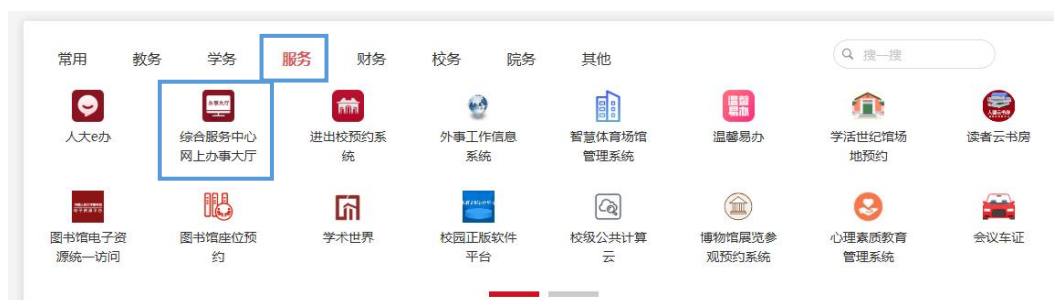 常用 教务 学务 服务 财务 校务 院务 其他 搜一搜
办事大厅
人大e办 综合服务中心 进出校预约系 外事工作信息 智慧体育场馆 温馨易办 学活世纪馆场 读者云书房
网上办事大厅 统 系统 管理系统 地预约
图书馆电子资 图书馆座位预 学术世界 校园正版软件 校级公共计算 博物馆展览参 心理素质教育 会议车证
源统一访问 约 平台 云 观预约系统 管理系统